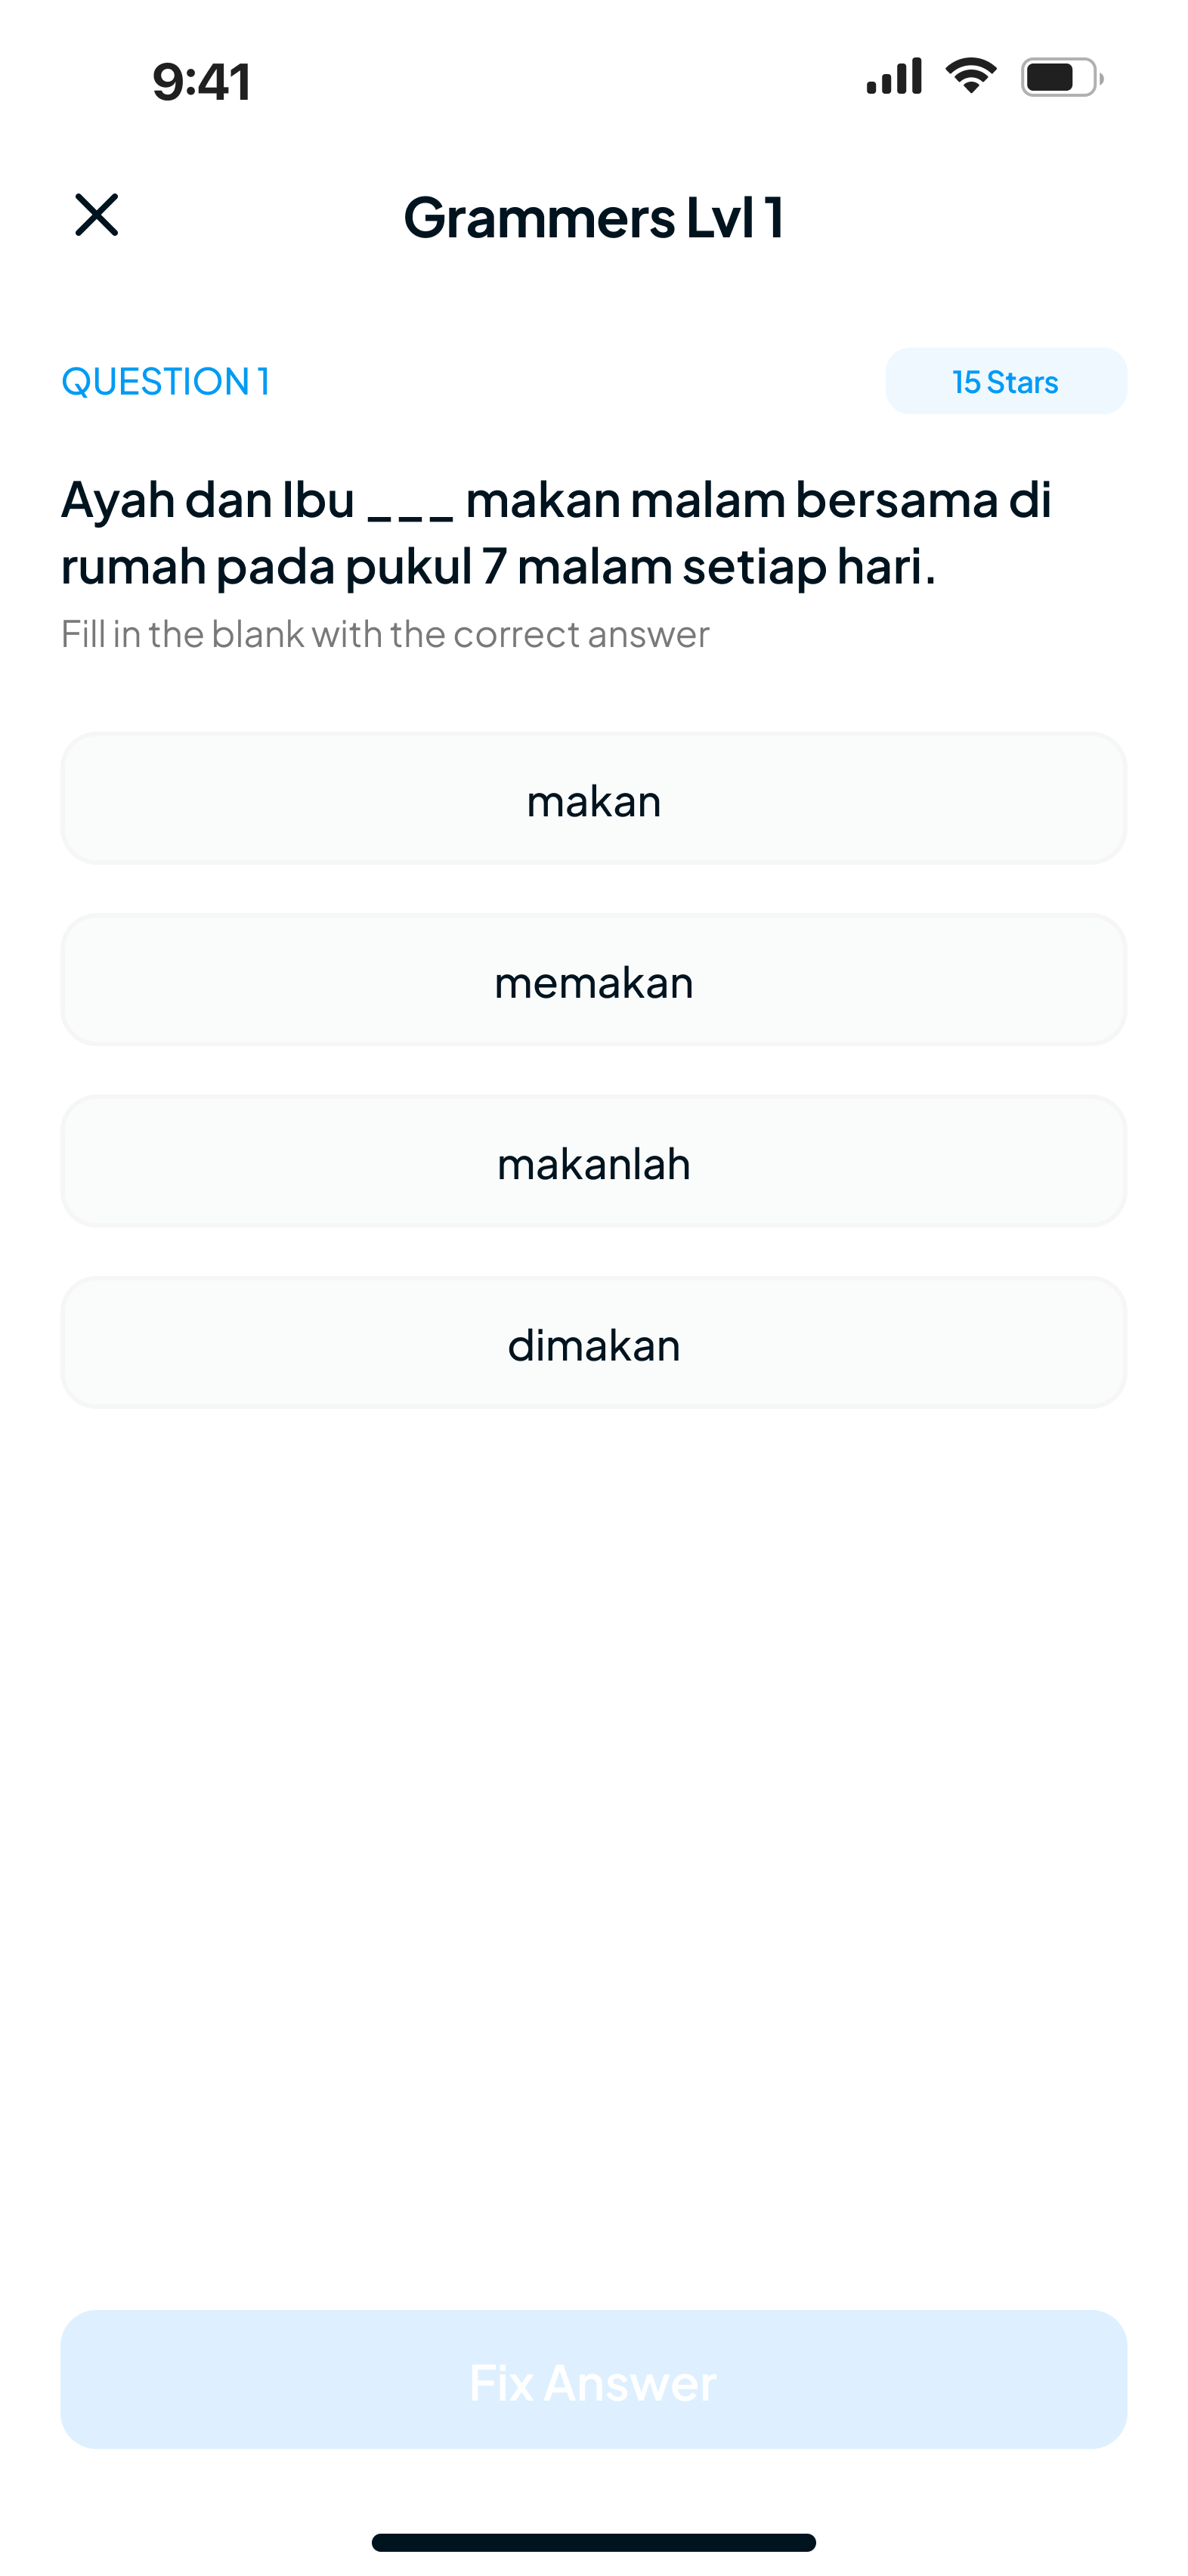 9:41
Grammers Lvl 1
QUESTION 1
15 Stars
Ayah dan Ibu _ _ _ makan malam bersama di
rumah pada pukul 7 malam setiap hari.
Fill in the blank with the correct answer
makan
memakan
makanlah
dimakan
Fix Answer